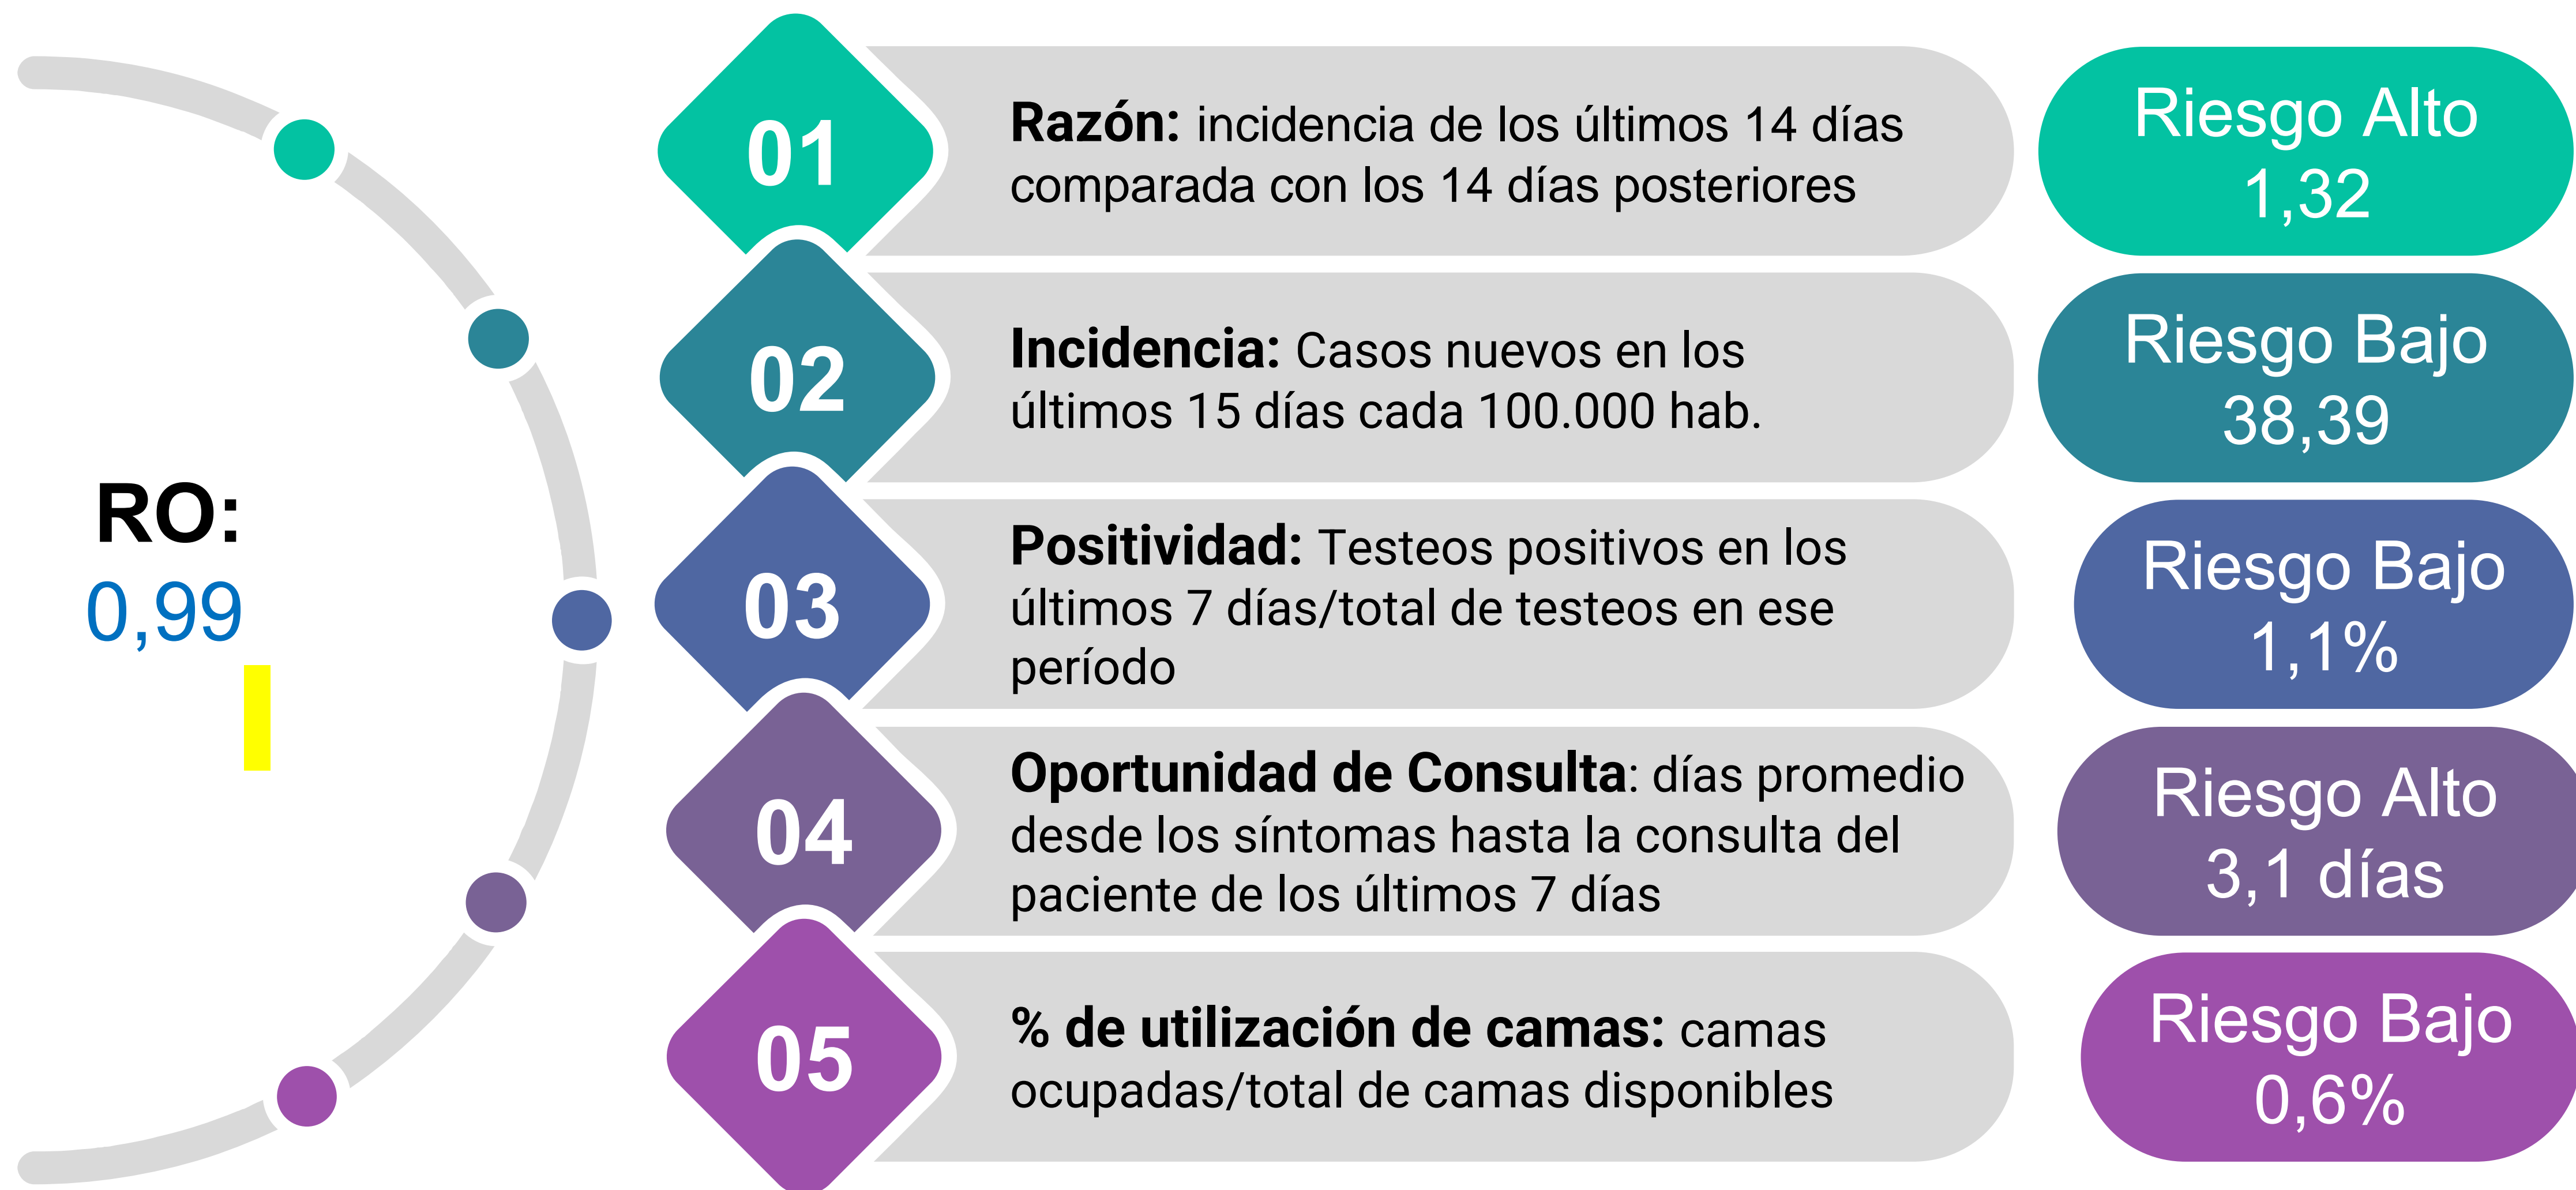 RO:
0,99
01
Razón: incidencia de los últimos 14 días
comparada con los 14 días posteriores
Riesgo Alto
1,32
02
Incidencia: Casos nuevos en los
últimos 15 días cada 100.000 hab.
Riesgo Bajo
38,39
03
Positividad: Testeos positivos en los
últimos 7 días/total de testeos en ese
período
Riesgo Bajo
1,1%
04
Oportunidad de Consulta: días promedio
desde los síntomas hasta la consulta del
paciente de los últimos 7 días
Riesgo Alto
3,1 días
05
% de utilización de camas: camas
ocupadas/total de camas disponibles
Riesgo Bajo
0,6%